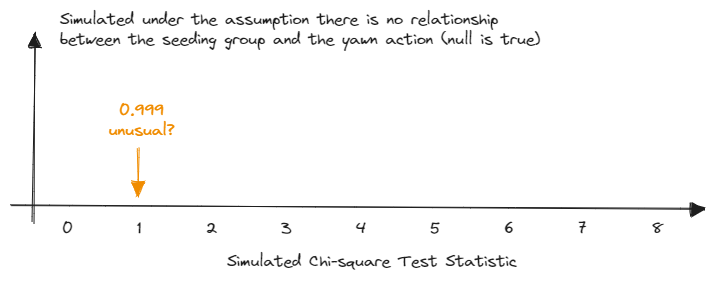 Simulated under the assumption there is no relationship
between the seeding group and the yawn action (null is true)
0.999
unusual?
0 1 2 3 4 5 6 7 8
Simulated Chi-square Test Statistic